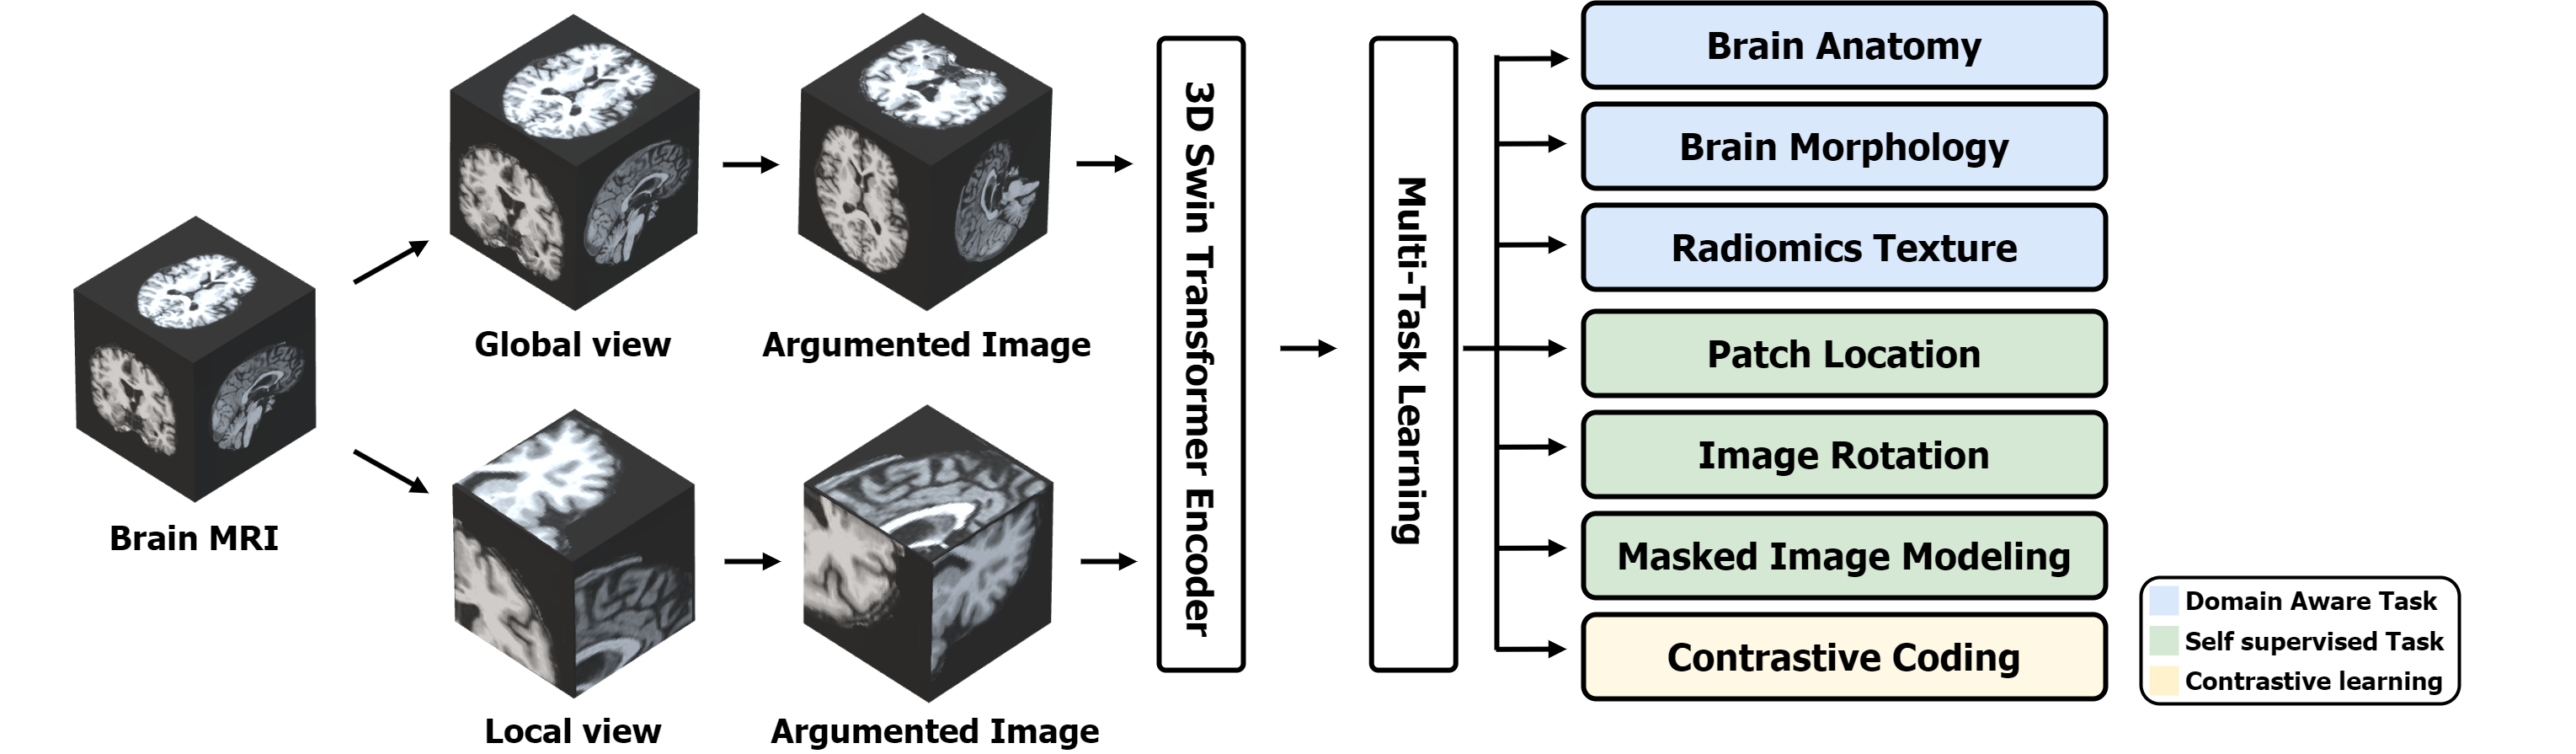 Brain MRI
Global view
Argumented Image
Local view
Argumented Image
3D Swin Transformer Encoder
Multi-Task Learning
Brain Anatomy
Brain Morphology
Radiomics Texture
Patch Location
Image Rotation
Masked Image Modeling
Contrastive Coding
Domain Aware Task
Self supervised Task
Contrastive learning